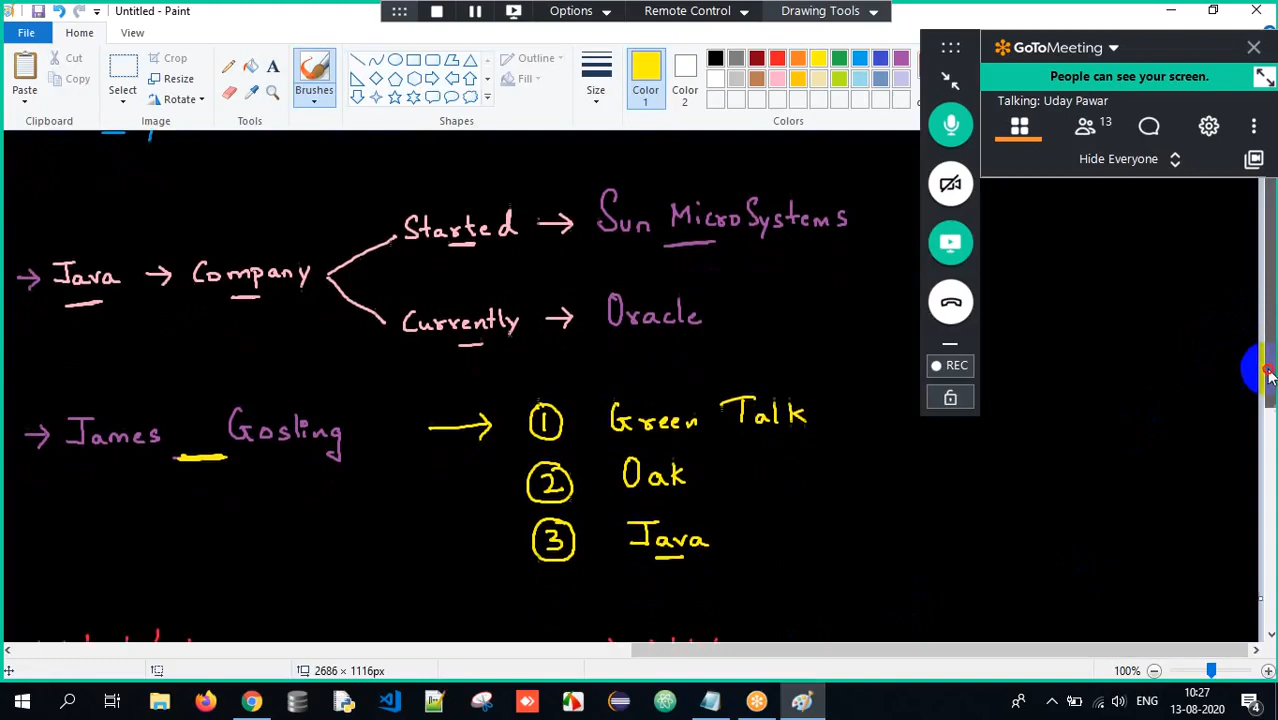 Untitled - Paint
Options
Remote Control
Drawing Tools
File
Home
View
Paste
Cut
Copy
Clipboard
Select
Crop
Resize
Rotate
Image
A
Tools
Brushes
Outline
Fill
Shapes
Size
Color
1
Color
2
Colors
GoToMeeting
People can see your screen.
Talking: Uday Pawar
13
Hide Everyone
REC
→ Java → Company
Started → Sun MicroSystems
Currently → Oracle
→ James Gosling → 1 Green Talk
2 Oak
3 Java
2686 × 1116px
100%
ENG
10:27
13-08-2020
4